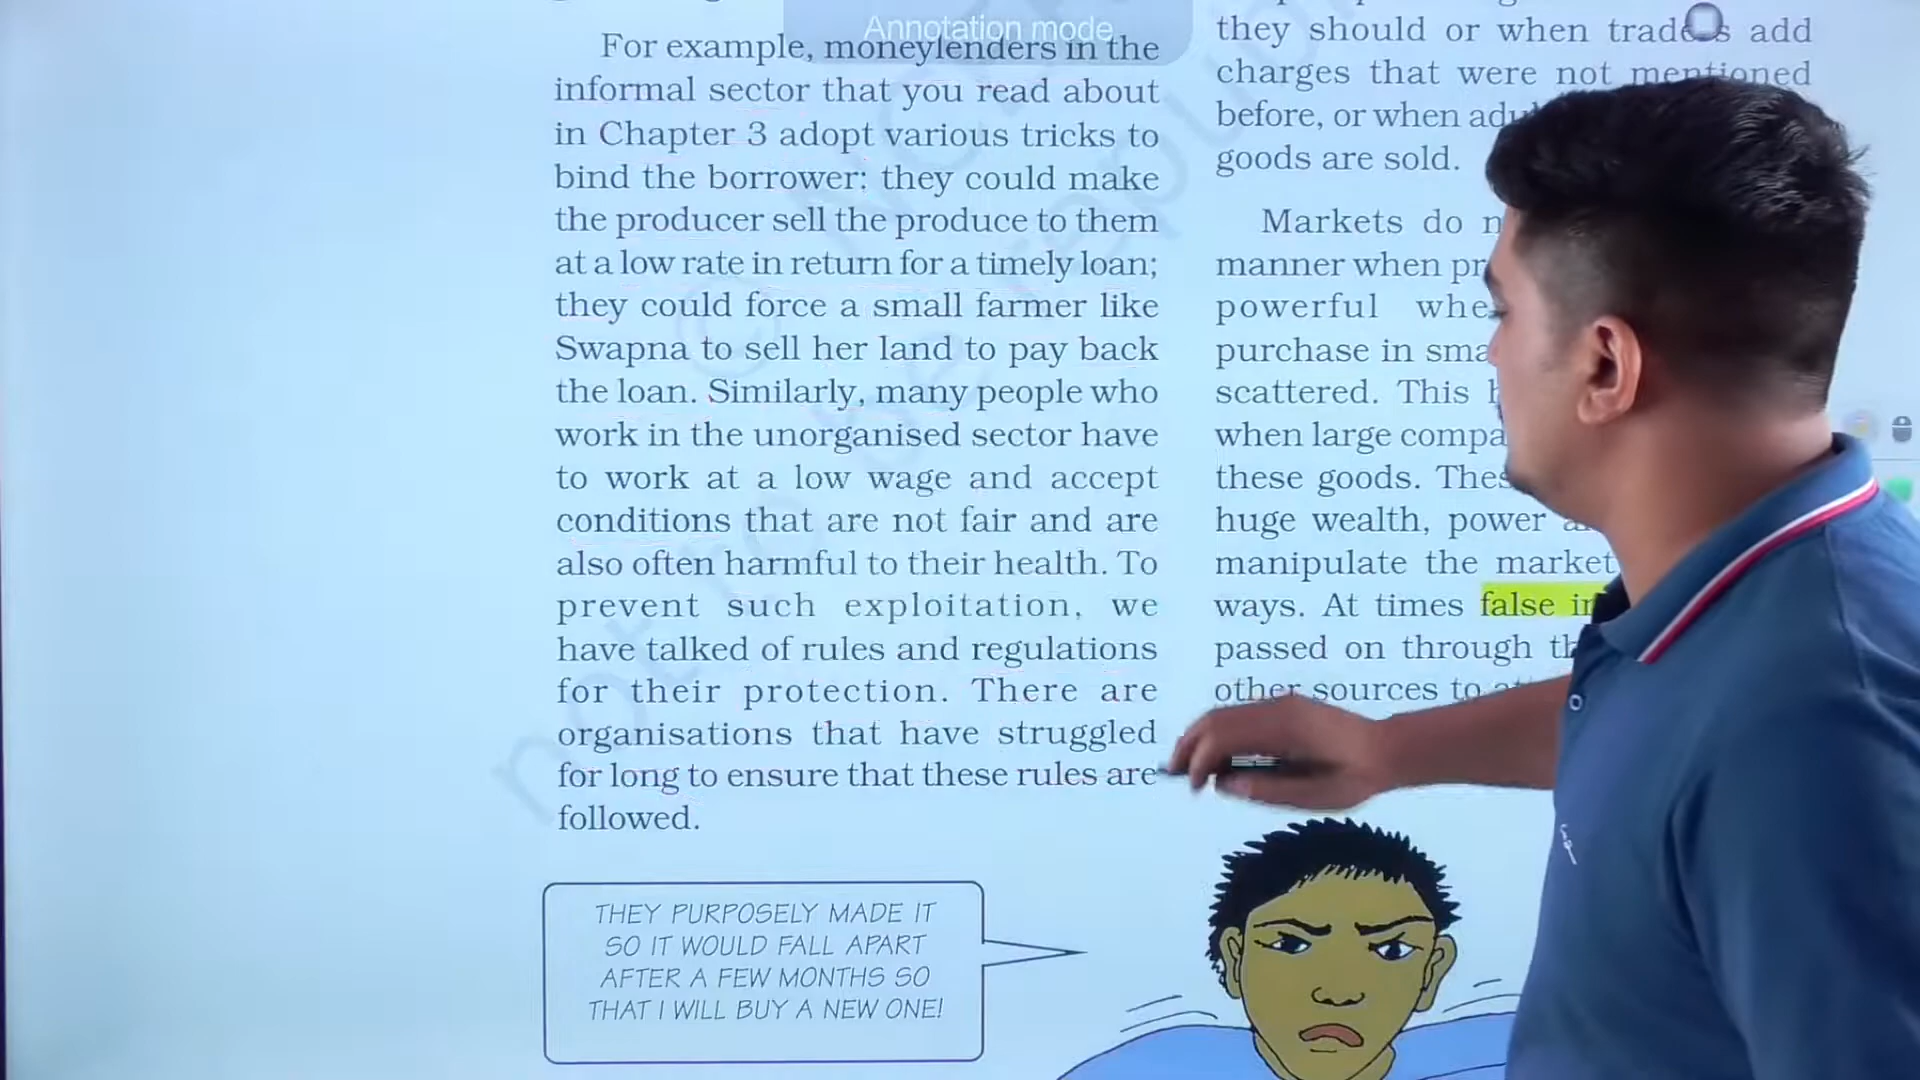 Annotation mode
For example, moneylenders in the
informal sector that you read about
in Chapter 3 adopt various tricks to
bind the borrower: they could make
the producer sell the produce to them
at a low rate in return for a timely loan;
they could force a small farmer like
Swapna to sell her land to pay back
the loan. Similarly, many people who
work in the unorganised sector have
to work at a low wage and accept
conditions that are not fair and are
also often harmful to their health. To
prevent such exploitation, we
have talked of rules and regulations
for their protection. There are
organisations that have struggled
for long to ensure that these rules are
followed.
THEY PURPOSELY MADE IT
SO IT WOULD FALL APART
AFTER A FEW MONTHS SO
THAT I WILL BUY A NEW ONE!
they should or when traders add
charges that were not mentioned
before, or when
goods are sold.
Markets do
manner when
powerful
purchase in
scattered. This
when large
these goods.
huge wealth, power
manipulate the market
ways. At times false
passed on through
other sources to
not to be republished